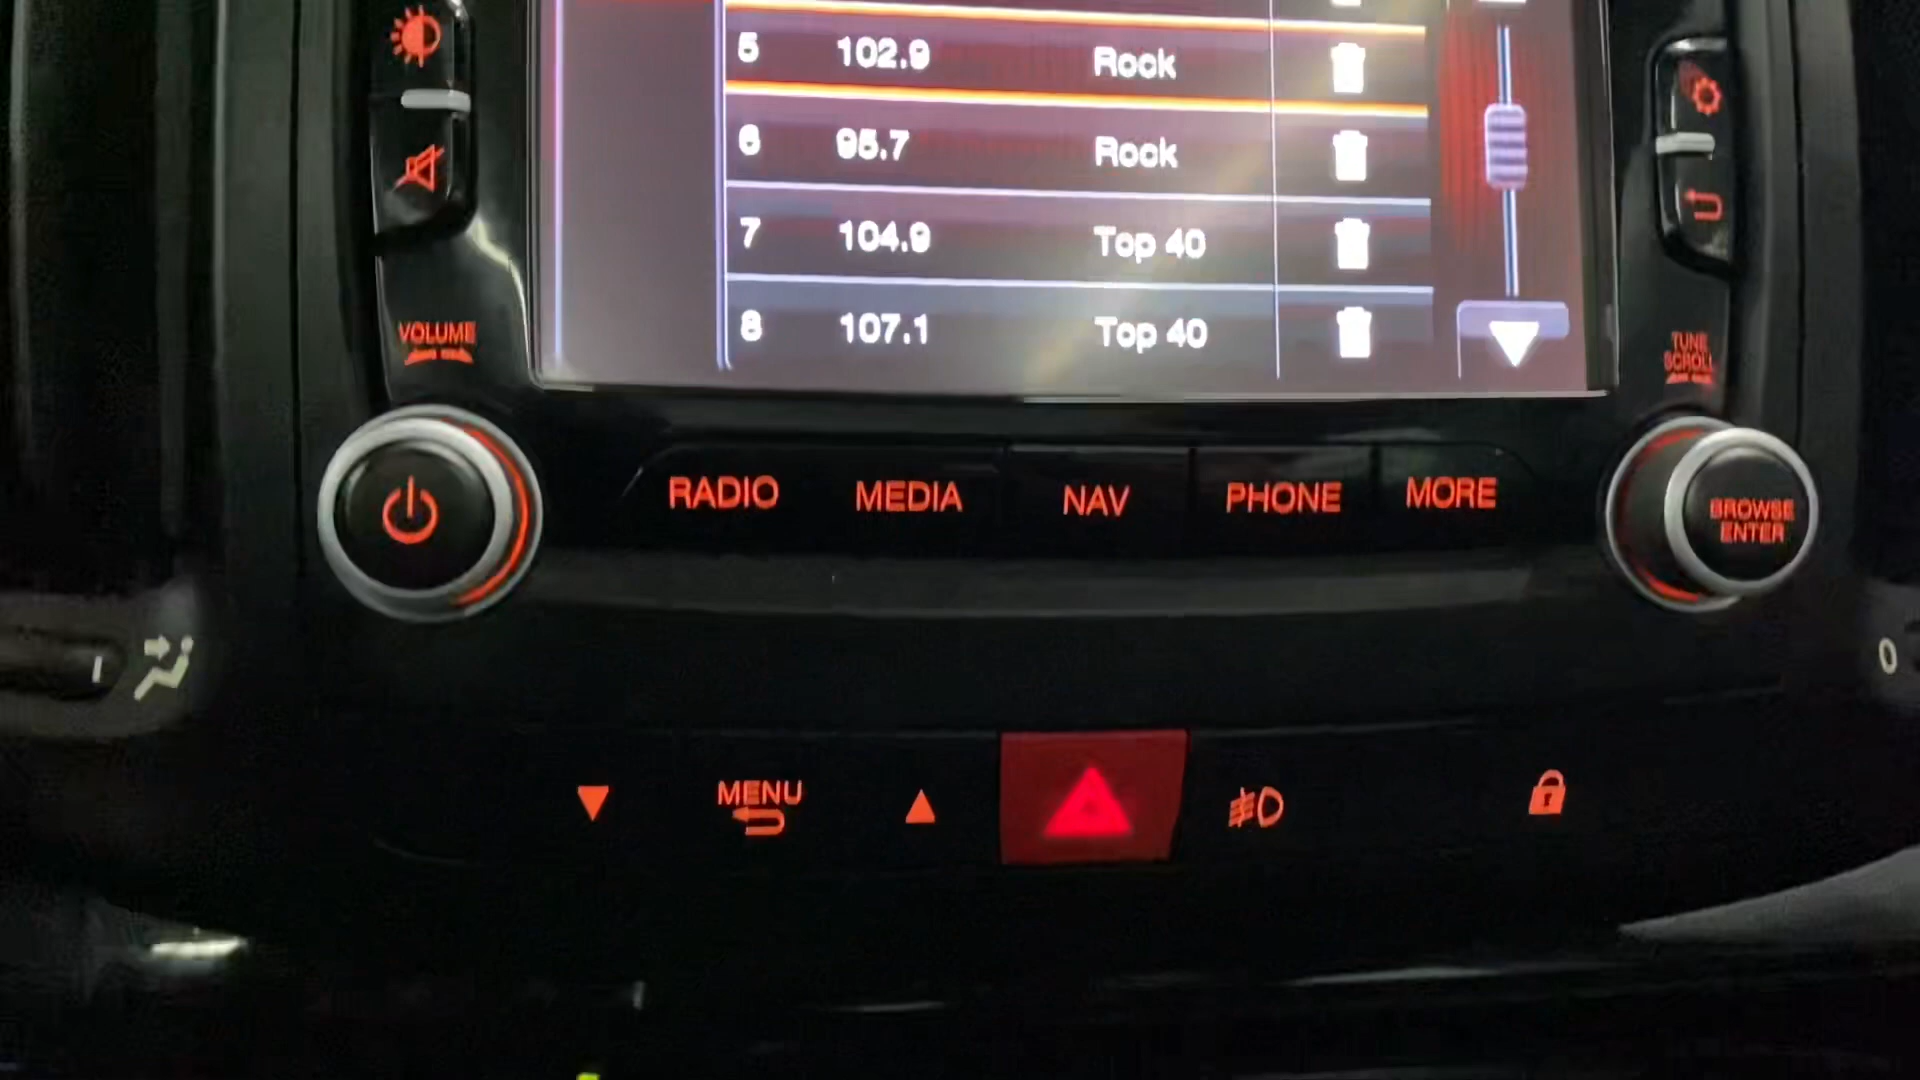 5 102.9 Rock
6 95.7 Rock
7 104.9 Top 40
8 107.1 Top 40
VOLUME
TUNE
SCROLL
RADIO MEDIA NAV PHONE MORE
BROWSE
ENTER
0
MENU